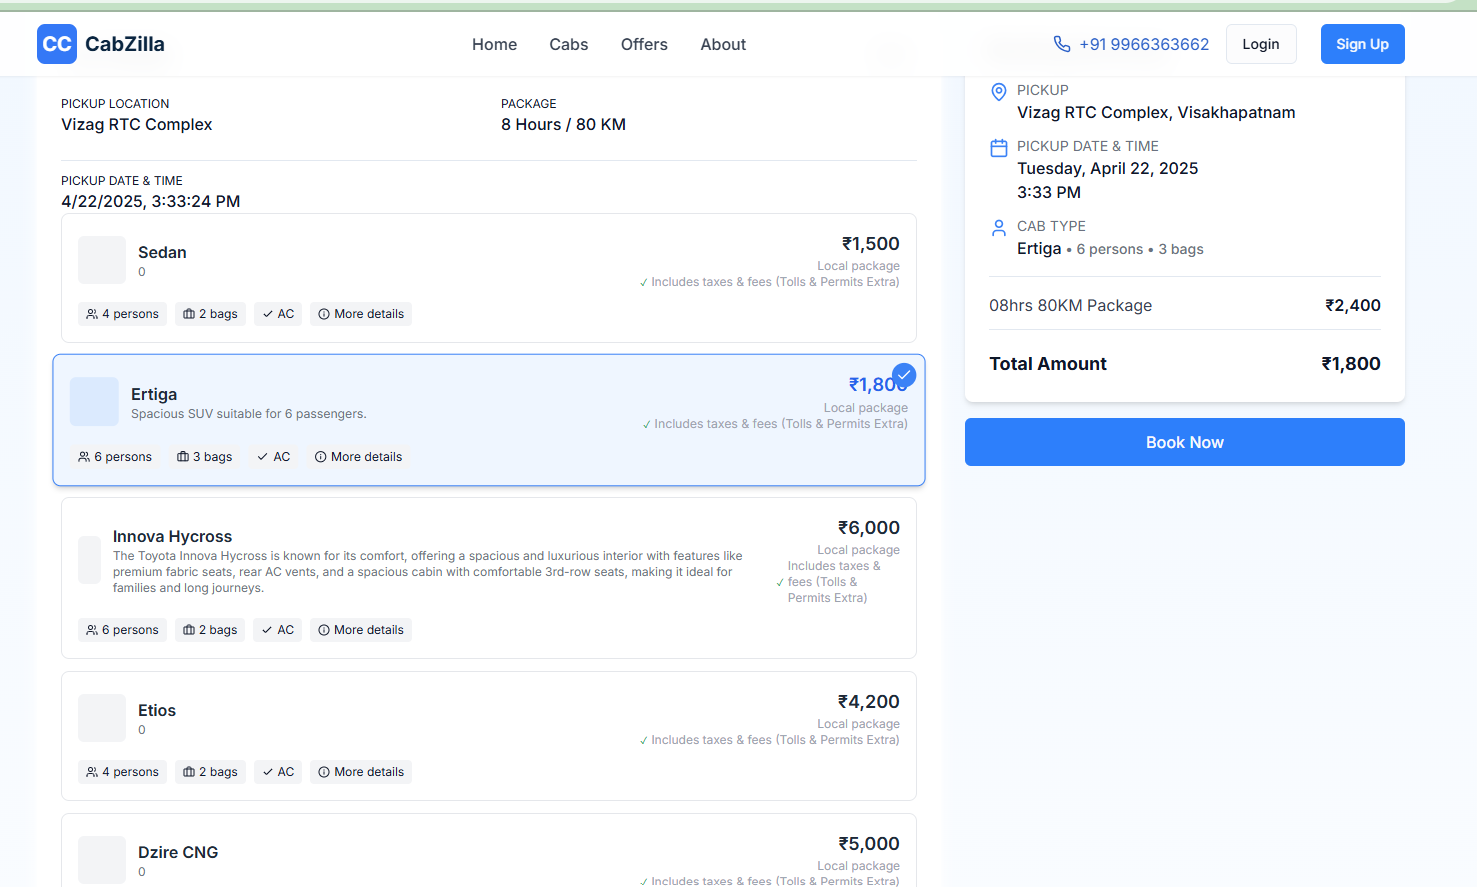 CC CabZilla
Home Cabs Offers About
+91 9966363662 Login Sign Up
PICKUP LOCATION
Vizag RTC Complex
PACKAGE
8 Hours / 80 KM
PICKUP DATE & TIME
4/22/2025, 3:33:24 PM
Sedan
0
₹1,500
Local package
✓ Includes taxes & fees (Tolls & Permits Extra)
4 persons 2 bags AC More details
Ertiga
Spacious SUV suitable for 6 passengers.
₹1,800
Local package
✓ Includes taxes & fees (Tolls & Permits Extra)
6 persons 3 bags AC More details
Innova Hycross
The Toyota Innova Hycross is known for its comfort, offering a spacious and luxurious interior with features like
premium fabric seats, rear AC vents, and a spacious cabin with comfortable 3rd-row seats, making it ideal for
families and long journeys.
₹6,000
Local package
Includes taxes &
✓ fees (Tolls &
Permits Extra)
6 persons 2 bags AC More details
Etios
0
₹4,200
Local package
✓ Includes taxes & fees (Tolls & Permits Extra)
4 persons 2 bags AC More details
Dzire CNG
0
₹5,000
Local package
✓ Includes taxes & fees (Tolls & Permits Extra)
PICKUP
Vizag RTC Complex, Visakhapatnam
PICKUP DATE & TIME
Tuesday, April 22, 2025
3:33 PM
CAB TYPE
Ertiga • 6 persons • 3 bags
08hrs 80KM Package ₹2,400
Total Amount ₹1,800
Book Now